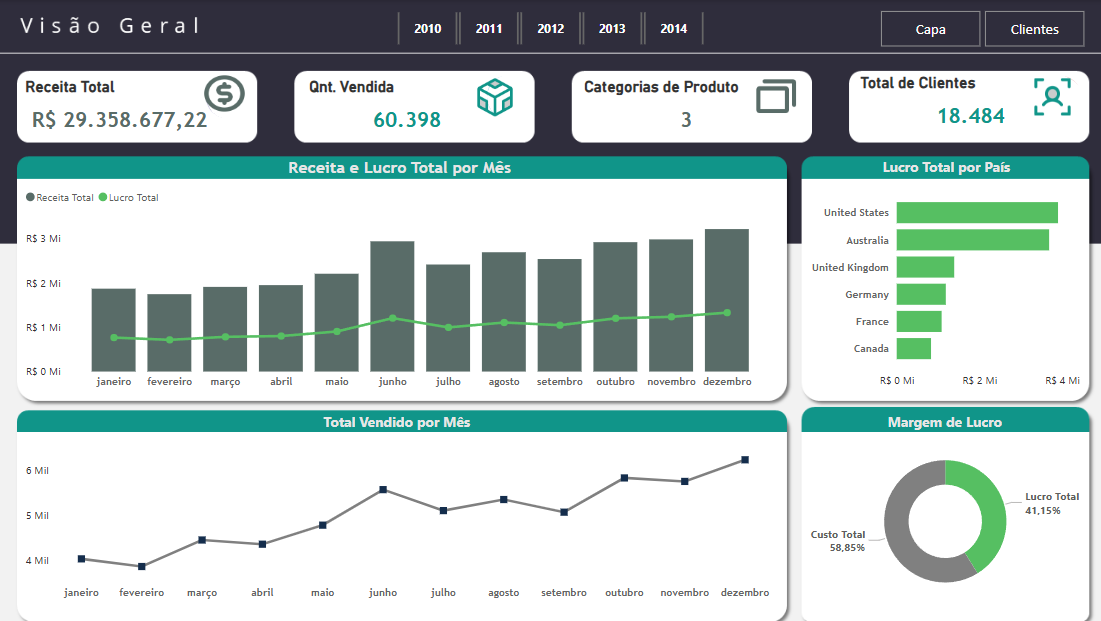 Visão Geral
2010
2011
2012
2013
2014
Capa
Clientes
Receita Total
R$ 29.358.677,22
Qnt. Vendida
60.398
Categorias de Produto
3
Total de Clientes
18.484
Receita e Lucro Total por Mês
Receita Total
Lucro Total
R$ 3 Mi
R$ 2 Mi
R$ 1 Mi
R$ 0 Mi
janeiro
fevereiro
março
abril
maio
junho
julho
agosto
setembro
outubro
novembro
dezembro
Lucro Total por País
United States
Australia
United Kingdom
Germany
France
Canada
R$ 0 Mi
R$ 2 Mi
R$ 4 Mi
Total Vendido por Mês
6 Mil
5 Mil
4 Mil
janeiro
fevereiro
março
abril
maio
junho
julho
agosto
setembro
outubro
novembro
dezembro
Margem de Lucro
Lucro Total
41,15%
Custo Total
58,85%